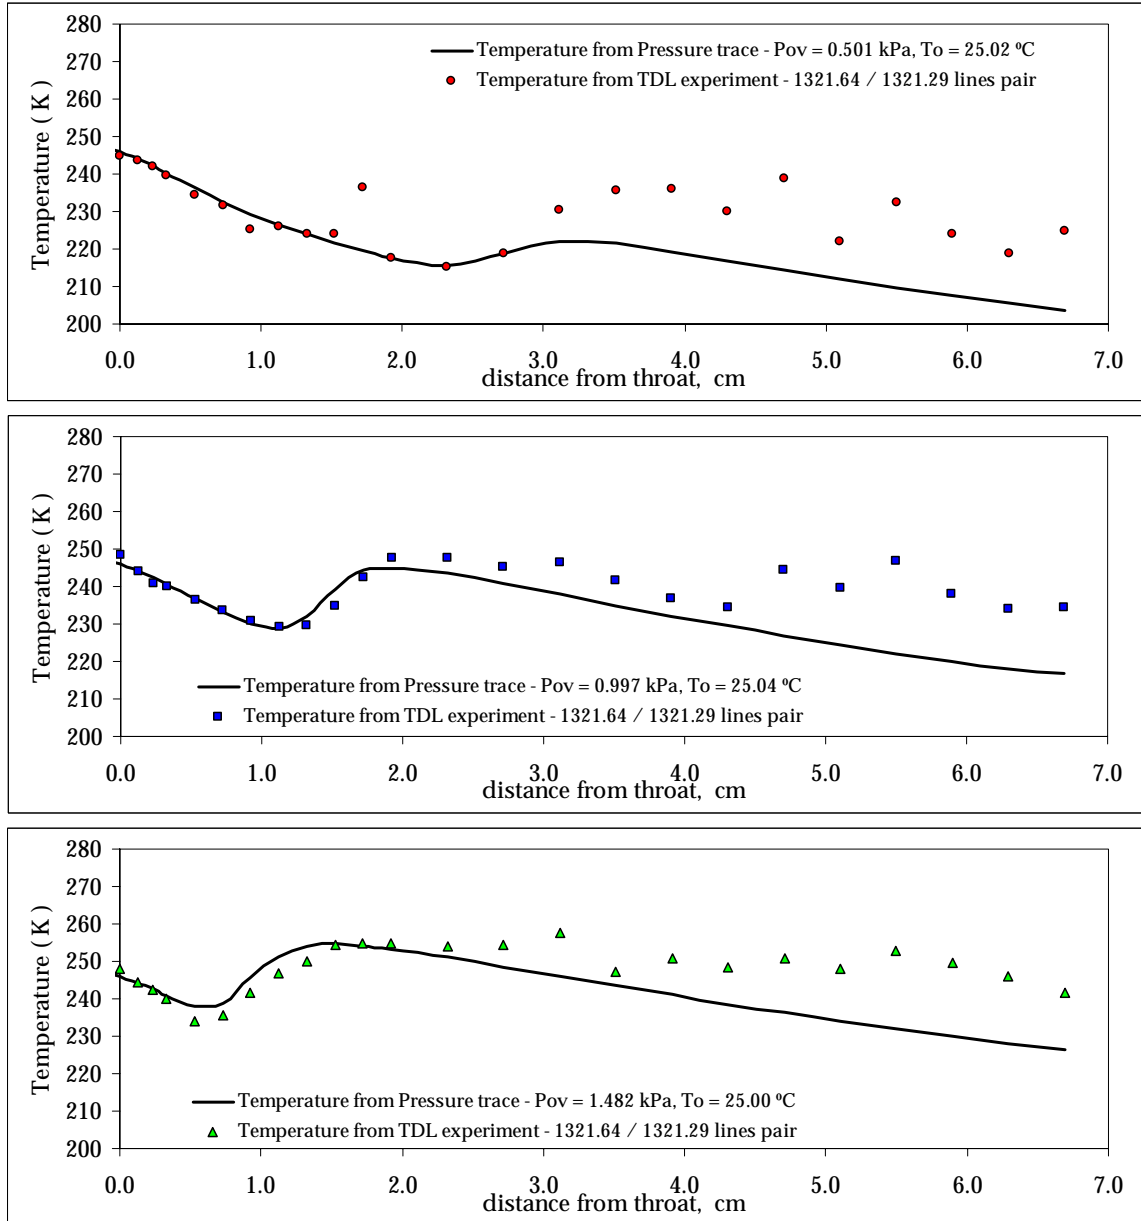 280
Temperature from Pressure trace - Pov = 0.501 kPa, To = 25.02 ºC
270
Temperature from TDL experiment - 1321.64 / 1321.29 lines pair
260
250
240
230
220
210
200
Temperature ( K )
0.0 1.0 2.0 3.0 4.0 5.0 6.0 7.0
distance from throat, cm
280
270
260
250
240
230
220
210
200
Temperature ( K )
Temperature from Pressure trace - Pov = 0.997 kPa, To = 25.04 ºC
Temperature from TDL experiment - 1321.64 / 1321.29 lines pair
0.0 1.0 2.0 3.0 4.0 5.0 6.0 7.0
distance from throat, cm
280
270
260
250
240
230
220
210
200
Temperature ( K )
Temperature from Pressure trace - Pov = 1.482 kPa, To = 25.00 ºC
Temperature from TDL experiment - 1321.64 / 1321.29 lines pair
0.0 1.0 2.0 3.0 4.0 5.0 6.0 7.0
distance from throat, cm